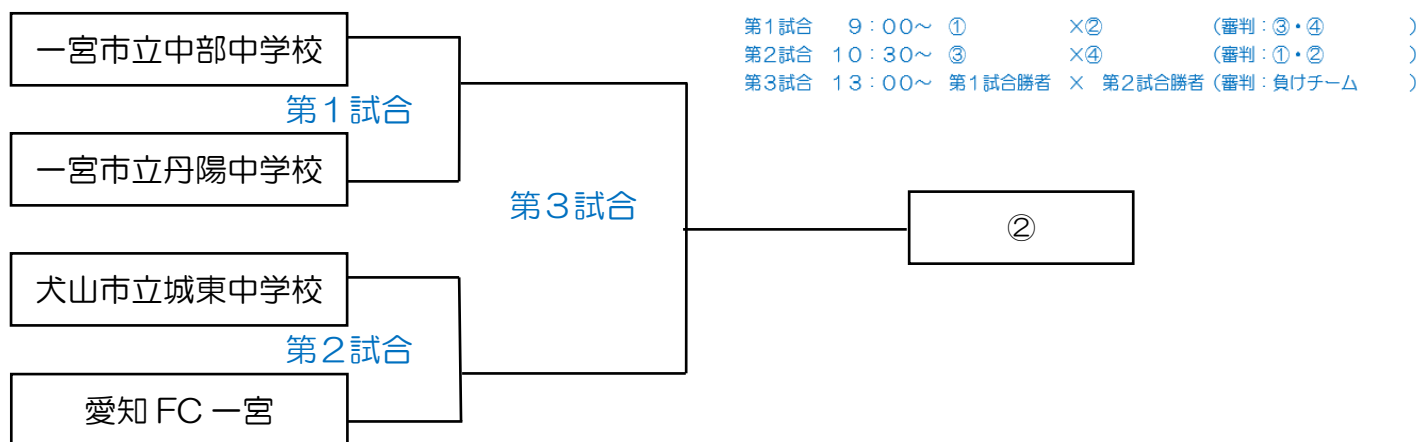 第１試合　９：００～　①　×②　（審判：③・④　）
第２試合　１０：３０～　③　×④　（審判：①・②　）
第３試合　１３：００～　第１試合勝者　×　第２試合勝者（審判：負けチーム　）
一宮市立中部中学校
第１試合
一宮市立丹陽中学校
第３試合
②
犬山市立城東中学校
第２試合
愛知 FC 一宮